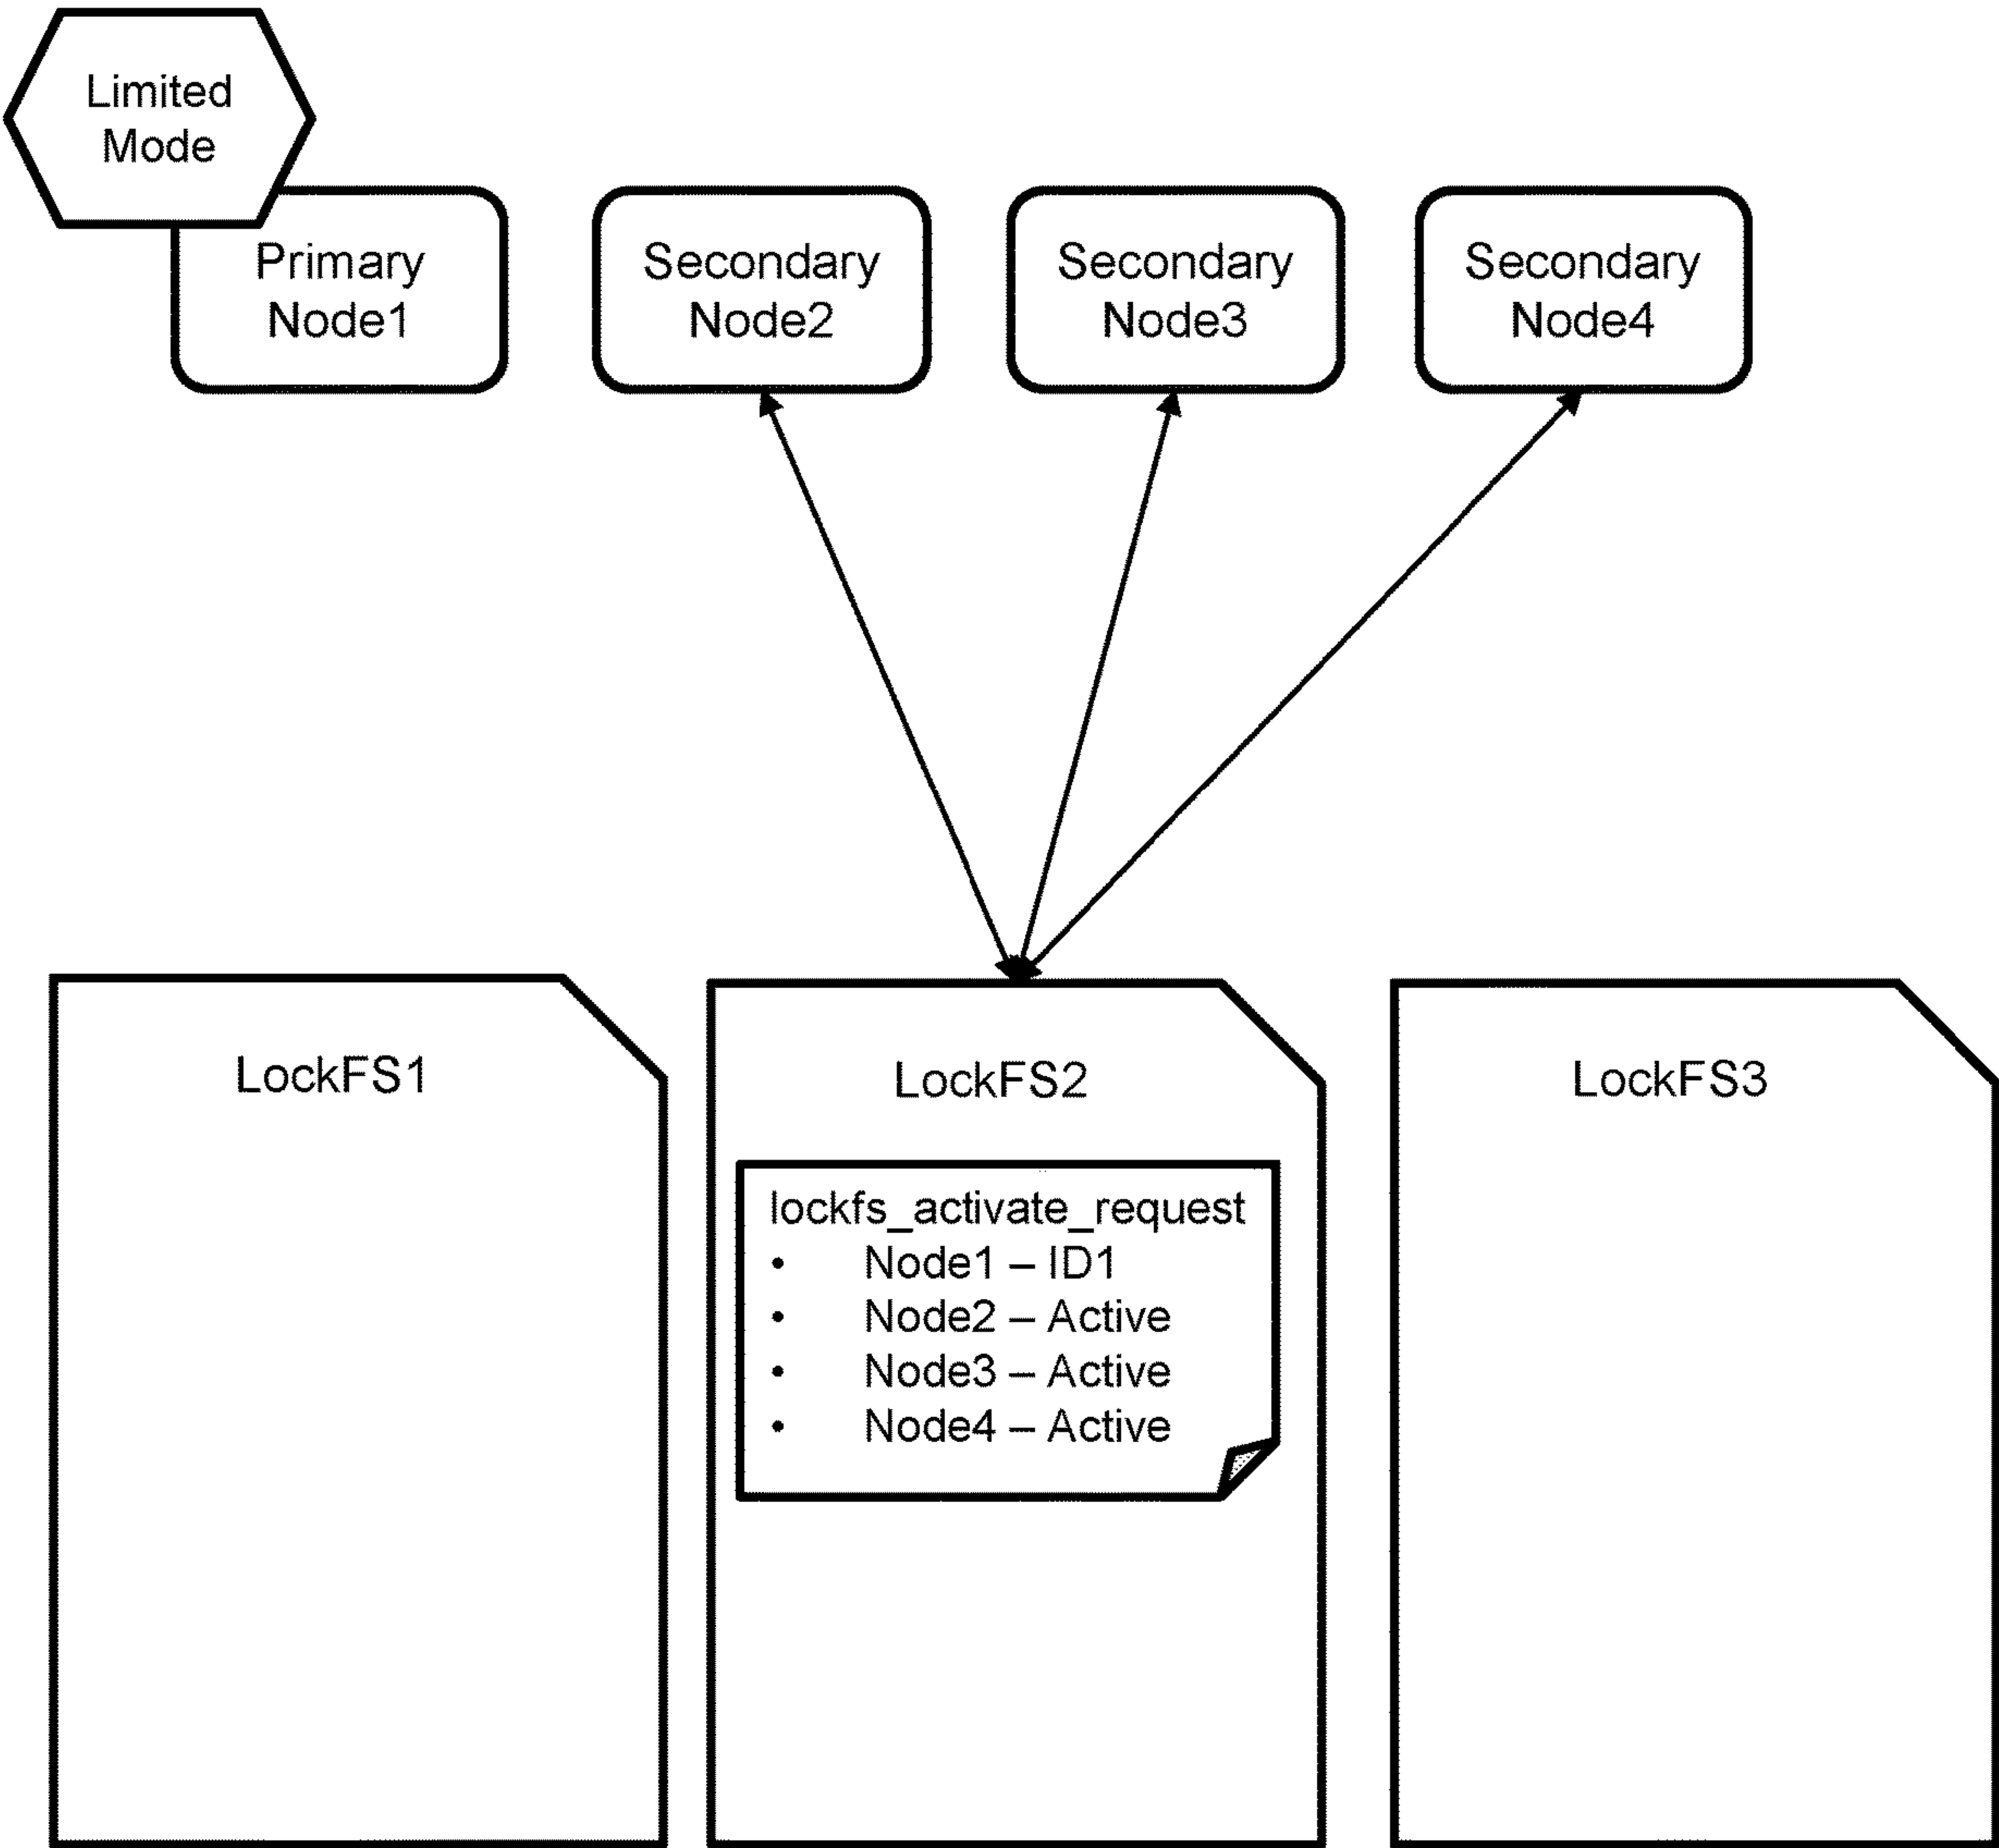 Limited
Mode
Primary
Node1
Secondary
Node2
Secondary
Node3
Secondary
Node4
LockFS1
LockFS2
lockfs_activate_request
• Node1 – ID1
• Node2 – Active
• Node3 – Active
• Node4 – Active
LockFS3